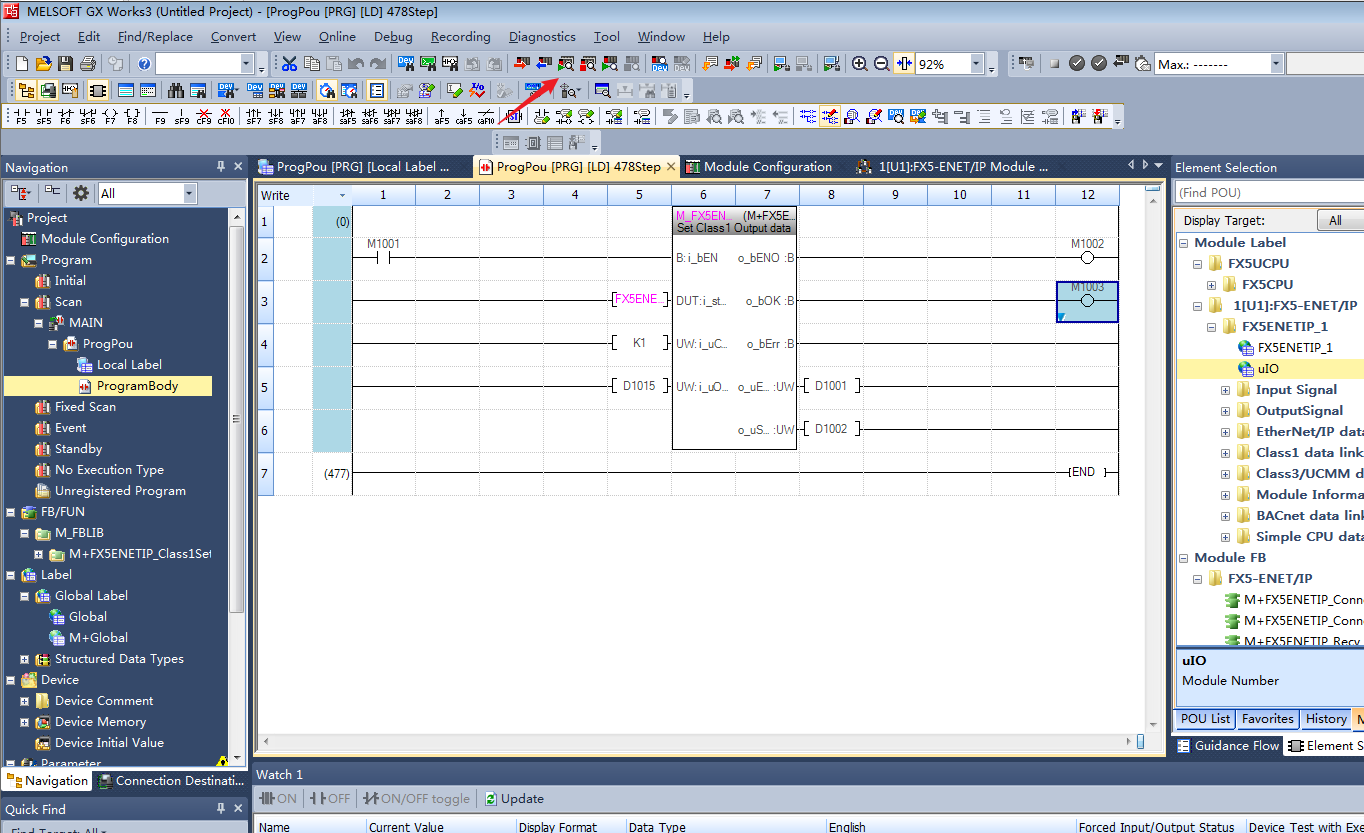 MELSOFT GX Works3 (Untitled Project) - [ProgPou [PRG] [LD] 478Step]
Project Edit Find/Replace Convert View Online Debug Recording Diagnostics Tool Window Help
92% Max.: -------
F5 sF5 F6 sF6 F7 F8 F9 sF9 cF9 cF10 sF7 sF8 aF7 aF8 saF5 saF6 saF7 saF8 aF5 caF5 caF10
Navigation
All
Project
Module Configuration
Program
Initial
Scan
MAIN
ProgPou
Local Label
ProgramBody
Fixed Scan
Event
Standby
No Execution Type
Unregistered Program
FB/FUN
M_FBLIB
M+FX5ENETIP_Class1Set
Label
Global Label
Global
M+Global
Structured Data Types
Device
Device Comment
Device Memory
Device Initial Value
Parameter
Navigation Connection Destinati...
Quick Find
Find Target: All
ProgPou [PRG] [Local Label ... ProgPou [PRG] [LD] 478Step Module Configuration 1[U1]:FX5-ENET/IP Module ...
Write 1 2 3 4 5 6 7 8 9 10 11 12
1 (0) M_FX5EN... (M+FX5E...
Set Class1 Output data
M1001 M1002
2 B:i_bEN o_bENO :B
M1003
3 FX5ENE... DUT:i_st... o_bOK :B
4 K1 UW:i_uC... o_bErr :B
5 D1015 UW:i_uO... o_uE... :UW D1001
6 o_uS... :UW D1002
7 (477) END
Watch 1
ON OFF ON/OFF toggle Update
Name Current Value Display Format Data Type English Forced Input/Output Status Device Test with Exe
Element Selection
(Find POU)
Display Target: All
Module Label
FX5UCPU
FX5CPU
1[U1]:FX5-ENET/IP
FX5ENETIP_1
FX5ENETIP_1
uIO
Input Signal
OutputSignal
EtherNet/IP data
Class1 data link
Class3/UCMM d
Module Informa
BACnet data link
Simple CPU data
Module FB
FX5-ENET/IP
M+FX5ENETIP_Conn
M+FX5ENETIP_Conn
M+FX5ENETIP_Recv
uIO
Module Number
POU List Favorites History M
Guidance Flow Element S